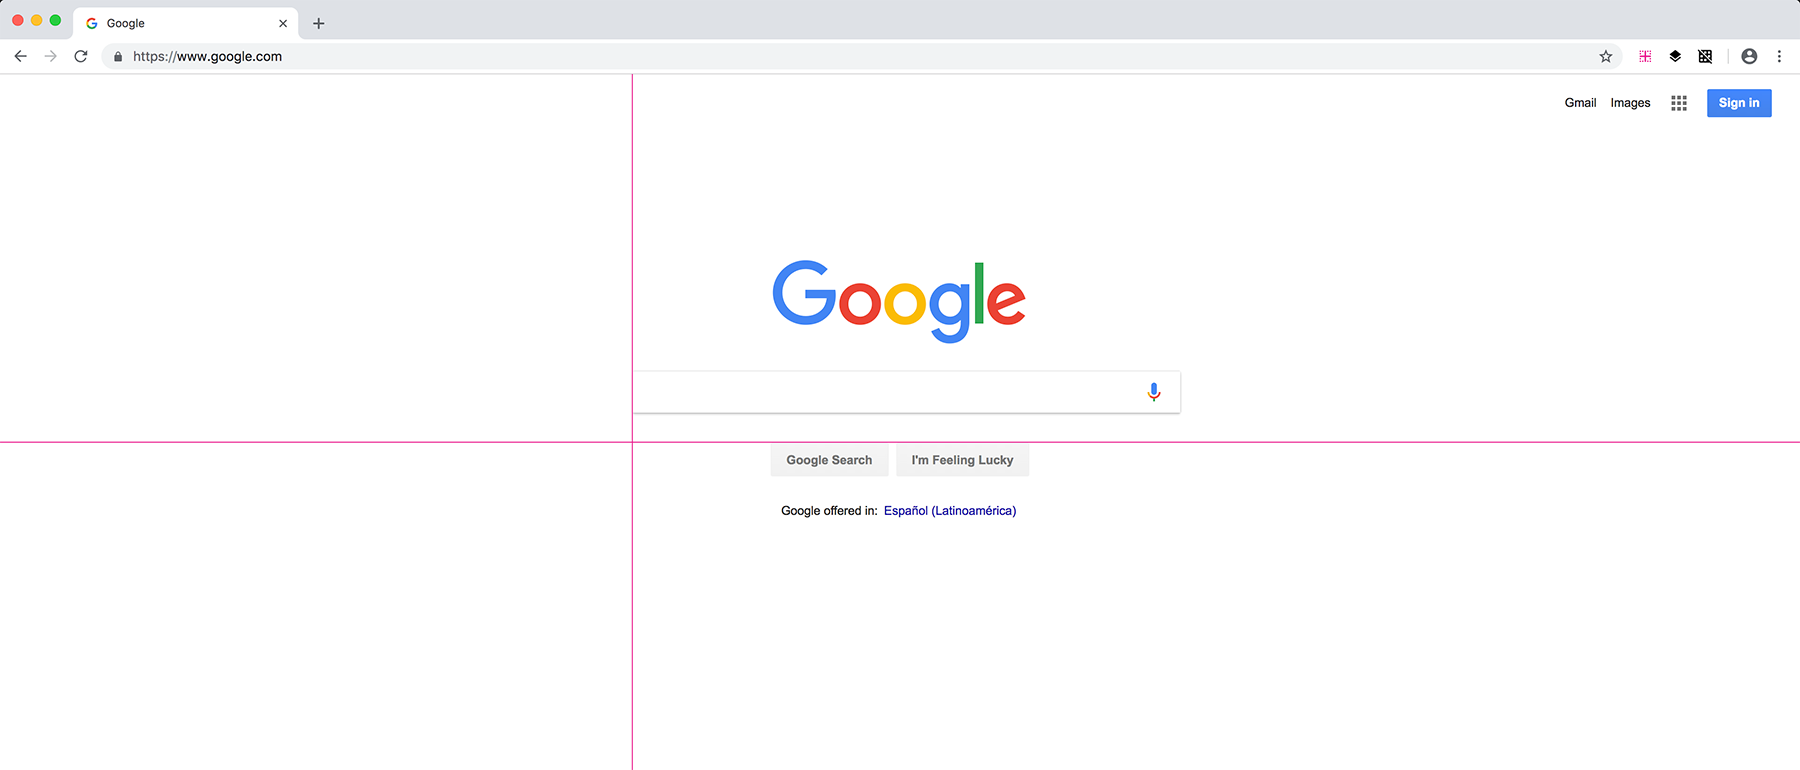 Google
https://www.google.com
Gmail Images Sign in
Google
Google Search I'm Feeling Lucky
Google offered in: Español (Latinoamérica)